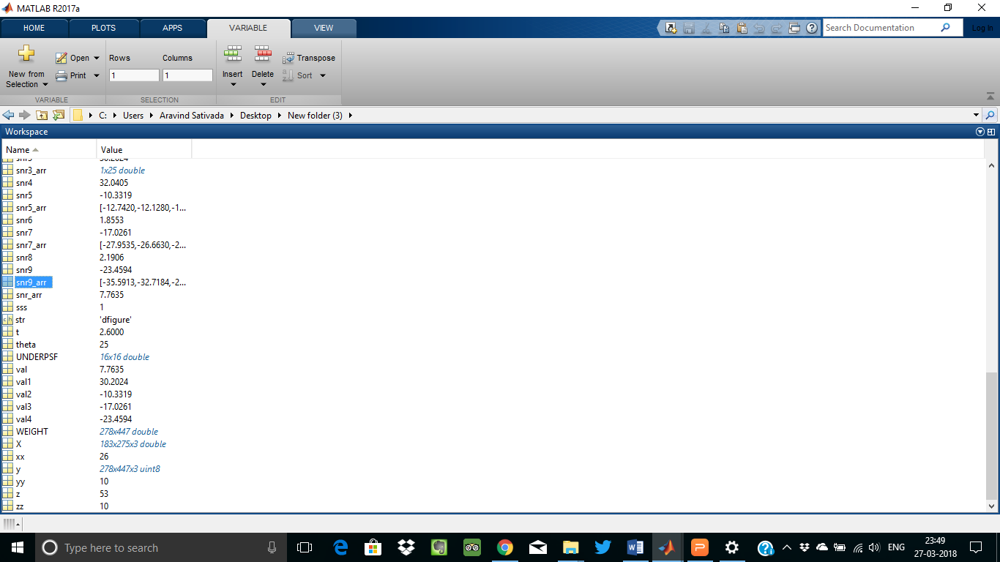 MATLAB R2017a
HOME PLOTS APPS VARIABLE VIEW
Search Documentation
Log In
New from Selection
Open
Print
Rows Columns
1 1
Insert
Delete
Transpose
Sort
VARIABLE SELECTION EDIT
C: Users Aravind Sativada Desktop New folder (3)
Workspace
Name Value
snr3 30.2024
snr3_arr 1x25 double
snr4 32.0405
snr5 -10.3319
snr5_arr [-12.7420,-12.1280,-1...
snr6 1.8553
snr7 -17.0261
snr7_arr [-27.9535,-26.6630,-2...
snr8 2.1906
snr9 -23.4594
snr9_arr [-35.5913,-32.7184,-2...
snr_arr 7.7635
sss 1
ch str 'dfigure'
t 2.6000
theta 25
UNDERPSF 16x16 double
val 7.7635
val1 30.2024
val2 -10.3319
val3 -17.0261
val4 -23.4594
WEIGHT 278x447 double
X 183x275x3 double
xx 26
y 278x447x3 uint8
yy 10
z 53
zz 10
Type here to search
ENG
23:49
27-03-2018